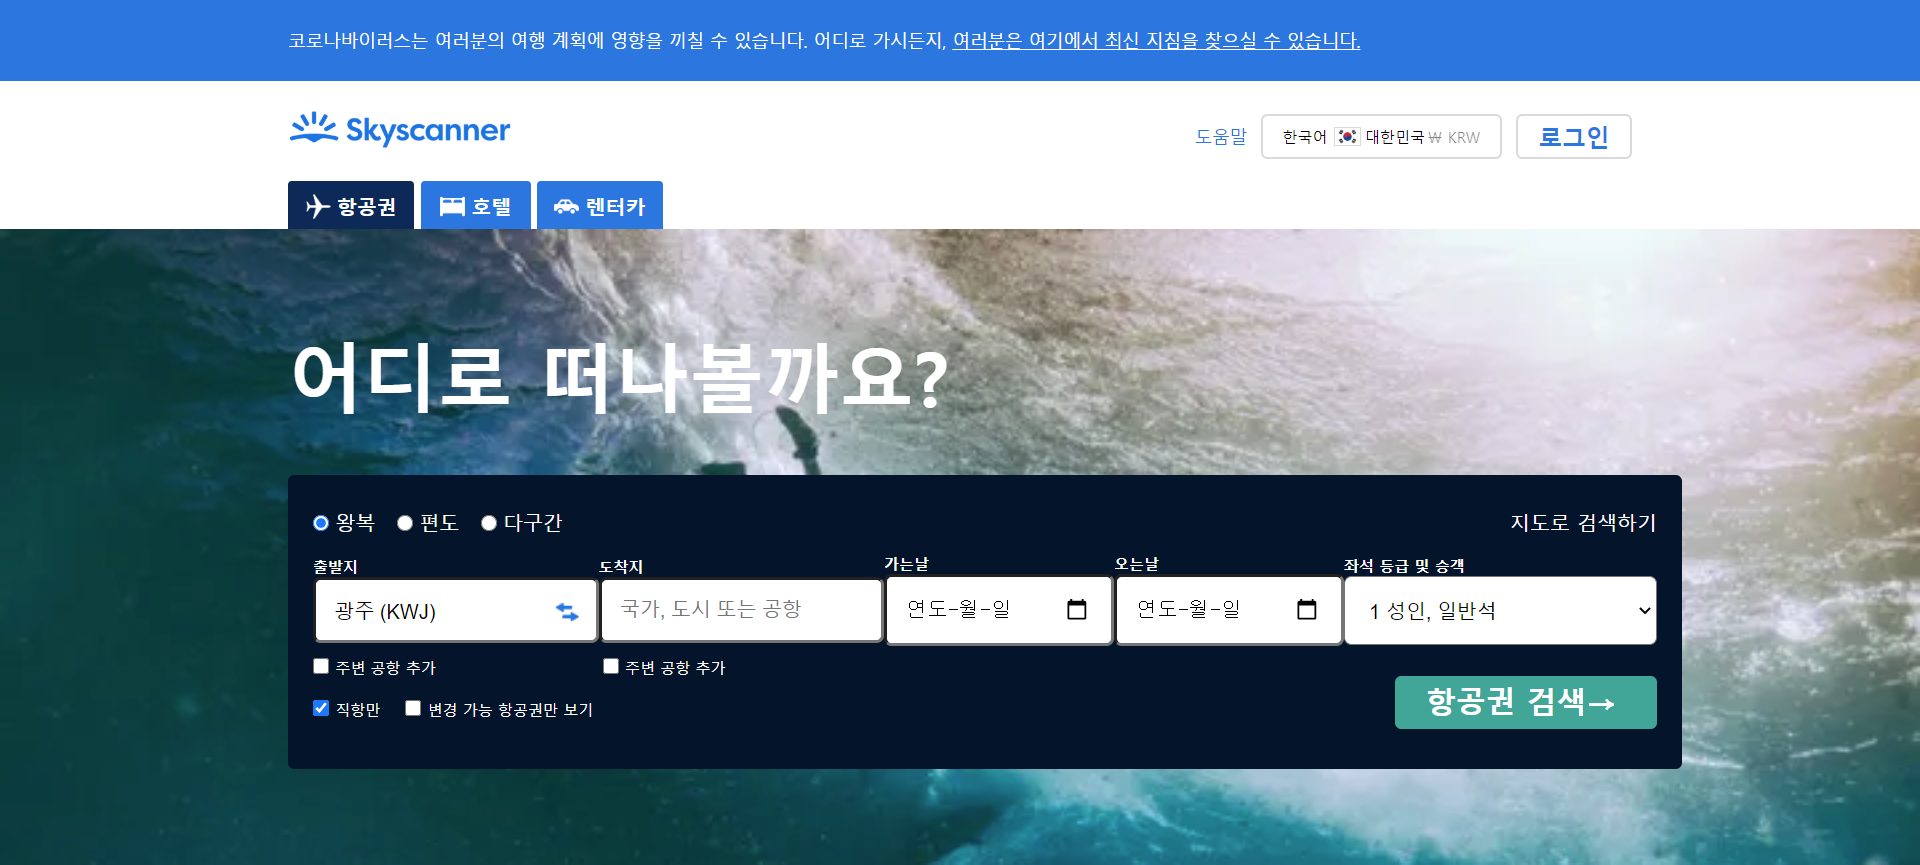 코로나바이러스는 여러분의 여행 계획에 영향을 끼칠 수 있습니다. 어디로 가시든지, 여러분은 여기에서 최신 지침을 찾으실 수 있습니다.
Skyscanner
도움말 한국어 대한민국 ₩ KRW 로그인
항공권 호텔 렌터카
어디로 떠나볼까요?
왕복 편도 다구간 지도로 검색하기
출발지 도착지 가는날 오는날 좌석 등급 및 승객
광주 (KWJ) 국가, 도시 또는 공항 연도-월-일 연도-월-일 1 성인, 일반석
주변 공항 추가 주변 공항 추가
직항만 변경 가능 항공권만 보기 항공권 검색→